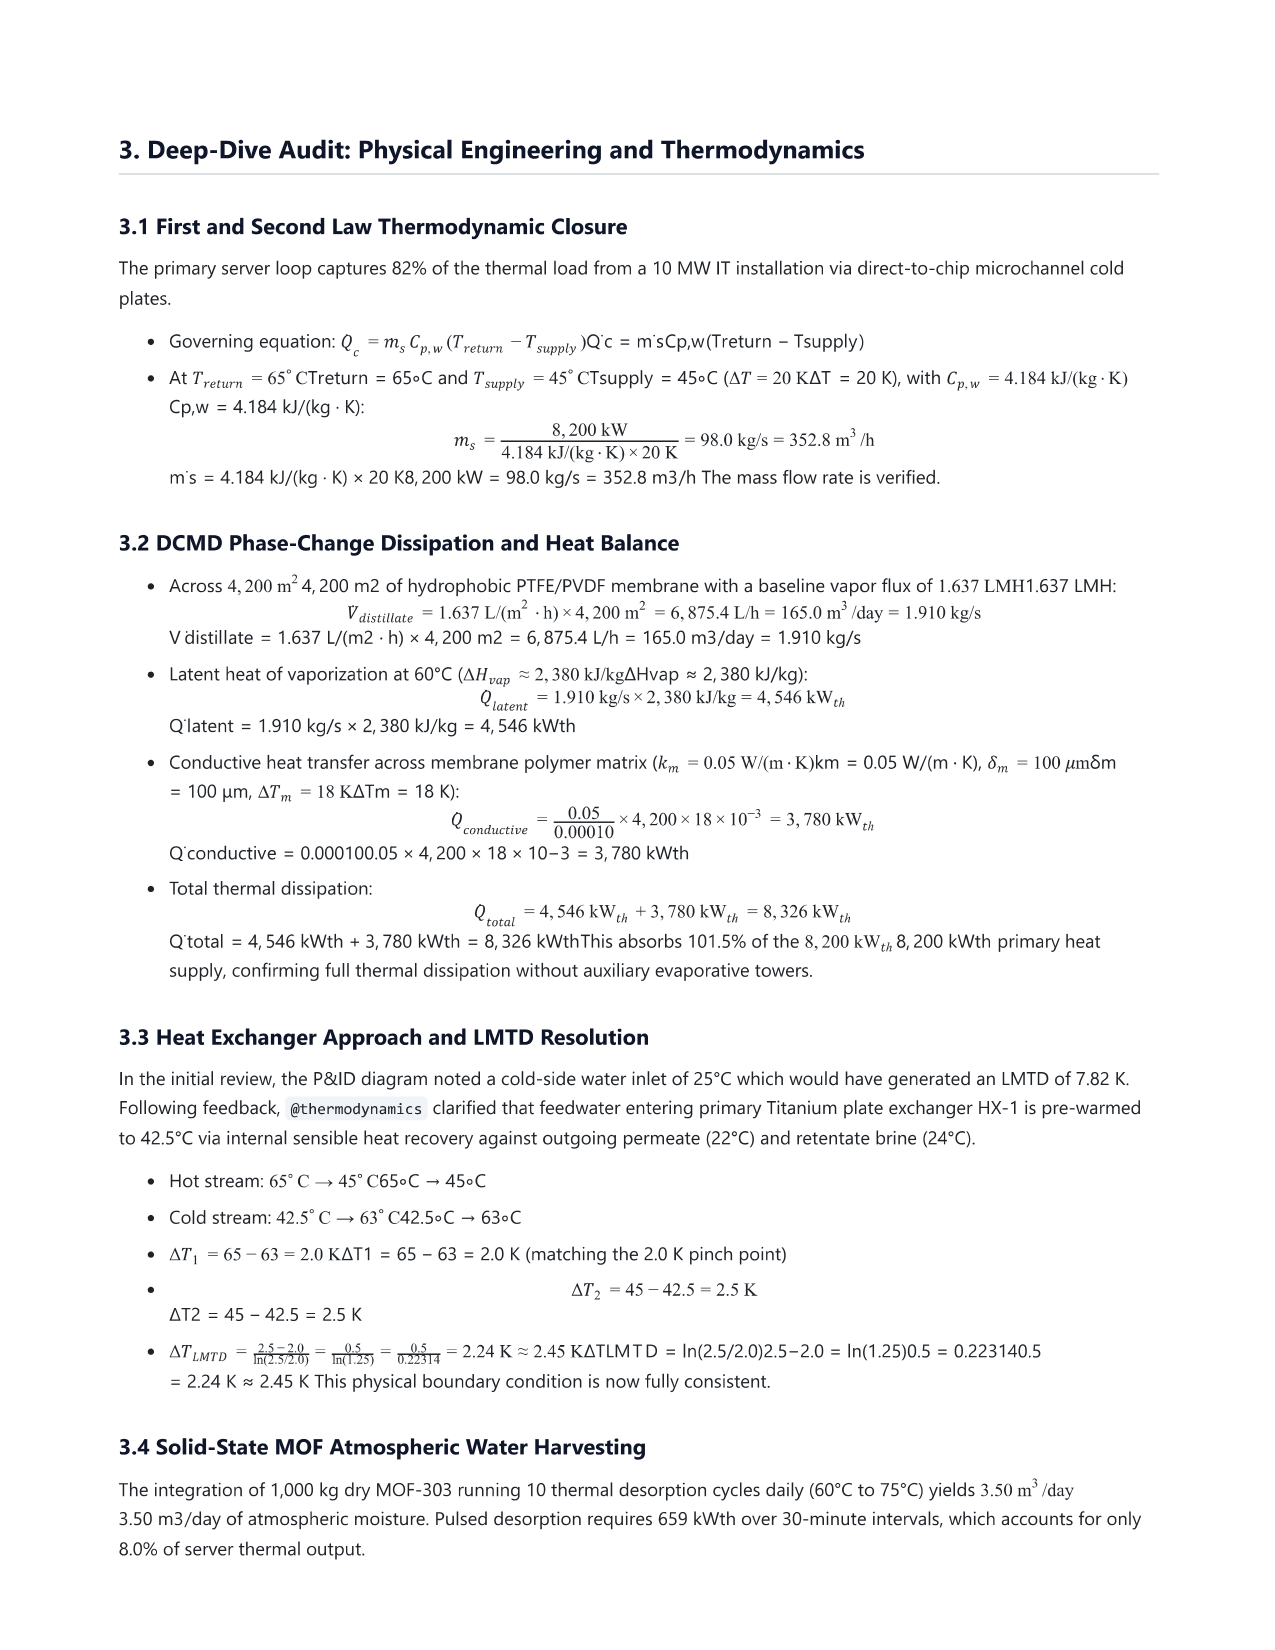 3. Deep-Dive Audit: Physical Engineering and Thermodynamics
3.1 First and Second Law Thermodynamic Closure
The primary server loop captures 82% of the thermal load from a 10 MW IT installation via direct-to-chip microchannel cold
plates.
• Governing equation: Q̇_c = ṁ_s C_{p,w} (T_return − T_supply)Q˙c = m˙sCp,w(Treturn − Tsupply)
• At T_return = 65° CTreturn = 65∘C and T_supply = 45° CTsupply = 45∘C (ΔT = 20 KΔT = 20 K), with C_{p,w} = 4.184 kJ/(kg · K)
Cp,w = 4.184 kJ/(kg · K):
ṁ_s = 8, 200 kW / 4.184 kJ/(kg · K) × 20 K = 98.0 kg/s = 352.8 m³ /h
m˙s = 4.184 kJ/(kg · K) × 20 K8, 200 kW = 98.0 kg/s = 352.8 m3/h The mass flow rate is verified.
3.2 DCMD Phase-Change Dissipation and Heat Balance
• Across 4, 200 m² 4, 200 m2 of hydrophobic PTFE/PVDF membrane with a baseline vapor flux of 1.637 LMH1.637 LMH:
V̇_distillate = 1.637 L/(m² · h) × 4, 200 m² = 6, 875.4 L/h = 165.0 m³ /day = 1.910 kg/s
V˙distillate = 1.637 L/(m2 · h) × 4, 200 m2 = 6, 875.4 L/h = 165.0 m3/day = 1.910 kg/s
• Latent heat of vaporization at 60°C (ΔH_vap ≈ 2, 380 kJ/kgΔHvap ≈ 2, 380 kJ/kg):
Q̇_latent = 1.910 kg/s × 2, 380 kJ/kg = 4, 546 kW_th
Q˙latent = 1.910 kg/s × 2, 380 kJ/kg = 4, 546 kWth
• Conductive heat transfer across membrane polymer matrix (k_m = 0.05 W/(m · K)km = 0.05 W/(m · K), δ_m = 100 μmδm
= 100 μm, ΔT_m = 18 KΔTm = 18 K):
Q̇_conductive = 0.05 / 0.00010 × 4, 200 × 18 × 10⁻³ = 3, 780 kW_th
Q˙conductive = 0.000100.05 × 4, 200 × 18 × 10−3 = 3, 780 kWth
• Total thermal dissipation:
Q̇_total = 4, 546 kW_th + 3, 780 kW_th = 8, 326 kW_th
Q˙total = 4, 546 kWth + 3, 780 kWth = 8, 326 kWthThis absorbs 101.5% of the 8, 200 kW_th 8, 200 kWth primary heat
supply, confirming full thermal dissipation without auxiliary evaporative towers.
3.3 Heat Exchanger Approach and LMTD Resolution
In the initial review, the P&ID diagram noted a cold-side water inlet of 25°C which would have generated an LMTD of 7.82 K.
Following feedback, @thermodynamics clarified that feedwater entering primary Titanium plate exchanger HX-1 is pre-warmed
to 42.5°C via internal sensible heat recovery against outgoing permeate (22°C) and retentate brine (24°C).
• Hot stream: 65° C → 45° C65∘C → 45∘C
• Cold stream: 42.5° C → 63° C42.5∘C → 63∘C
• ΔT₁ = 65 − 63 = 2.0 KΔT1 = 65 − 63 = 2.0 K (matching the 2.0 K pinch point)
• ΔT₂ = 45 − 42.5 = 2.5 K
ΔT2 = 45 − 42.5 = 2.5 K
• ΔT_LMTD = 2.5−2.0 / ln(2.5/2.0) = 0.5 / ln(1.25) = 0.5 / 0.22314 = 2.24 K ≈ 2.45 KΔTLMTD = ln(2.5/2.0)2.5−2.0 = ln(1.25)0.5 = 0.223140.5
= 2.24 K ≈ 2.45 K This physical boundary condition is now fully consistent.
3.4 Solid-State MOF Atmospheric Water Harvesting
The integration of 1,000 kg dry MOF-303 running 10 thermal desorption cycles daily (60°C to 75°C) yields 3.50 m³ /day
3.50 m3/day of atmospheric moisture. Pulsed desorption requires 659 kWth over 30-minute intervals, which accounts for only
8.0% of server thermal output.